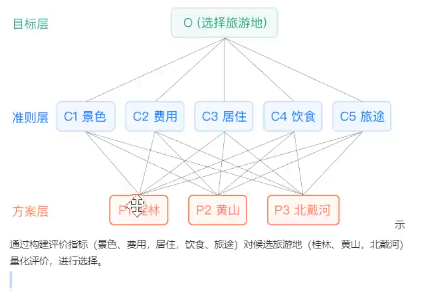 目标层
O (选择旅游地)
准则层
C1 景色
C2 费用
C3 居住
C4 饮食
C5 旅途
方案层
P1 桂林
P2 黄山
P3 北戴河
示
通过构建评价指标（景色、费用，居住，饮食、旅途）对候选旅游地（桂林、黄山，北戴河）
量化评价，进行选择。